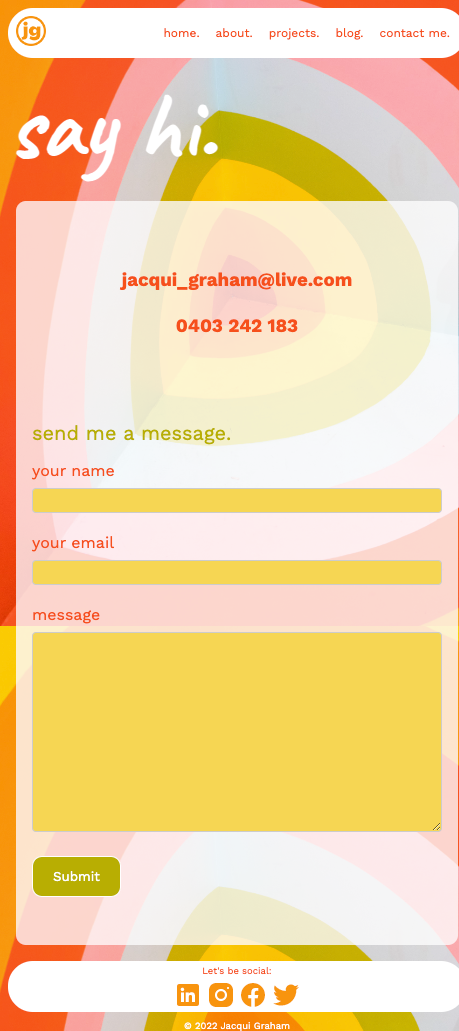 jg
home. about. projects. blog. contact me.
say hi.
jacqui_graham@live.com
0403 242 183
send me a message.
your name
your email
message
Submit
Let's be social:
in
© 2022 Jacqui Graham